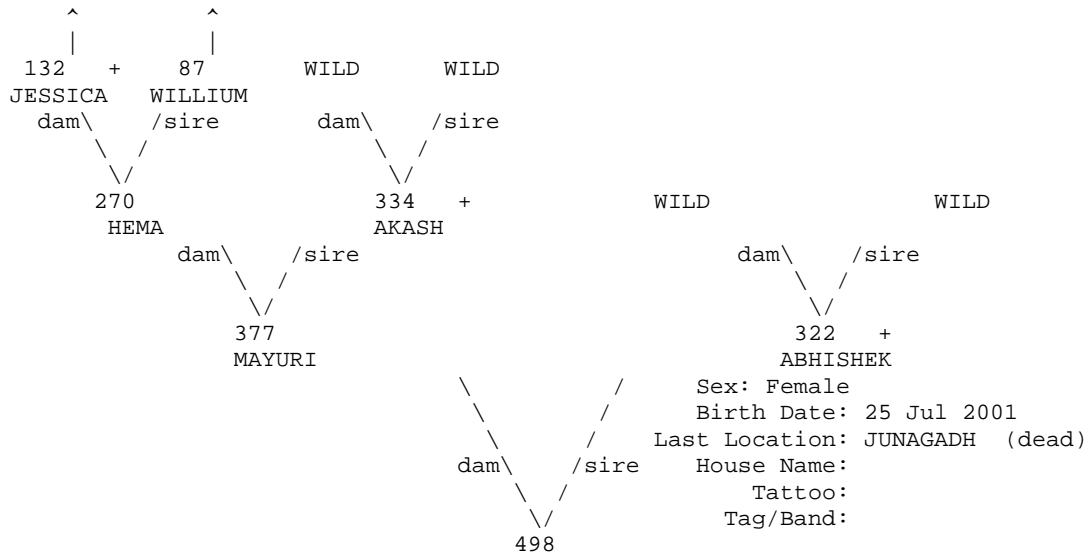 ^ ^
| |
132 + 87 WILD WILD
JESSICA WILLIUM
dam\ /sire dam\ /sire
\ / \ /
\/ \/
270 334 + WILD WILD
HEMA AKASH
dam\ /sire dam\ /sire
\ / \ /
\/ \/
377 322 +
MAYURI ABHISHEK
\ / Sex: Female
\ / Birth Date: 25 Jul 2001
\ / Last Location: JUNAGADH (dead)
dam\ /sire House Name:
\ / Tattoo:
\/ Tag/Band:
498